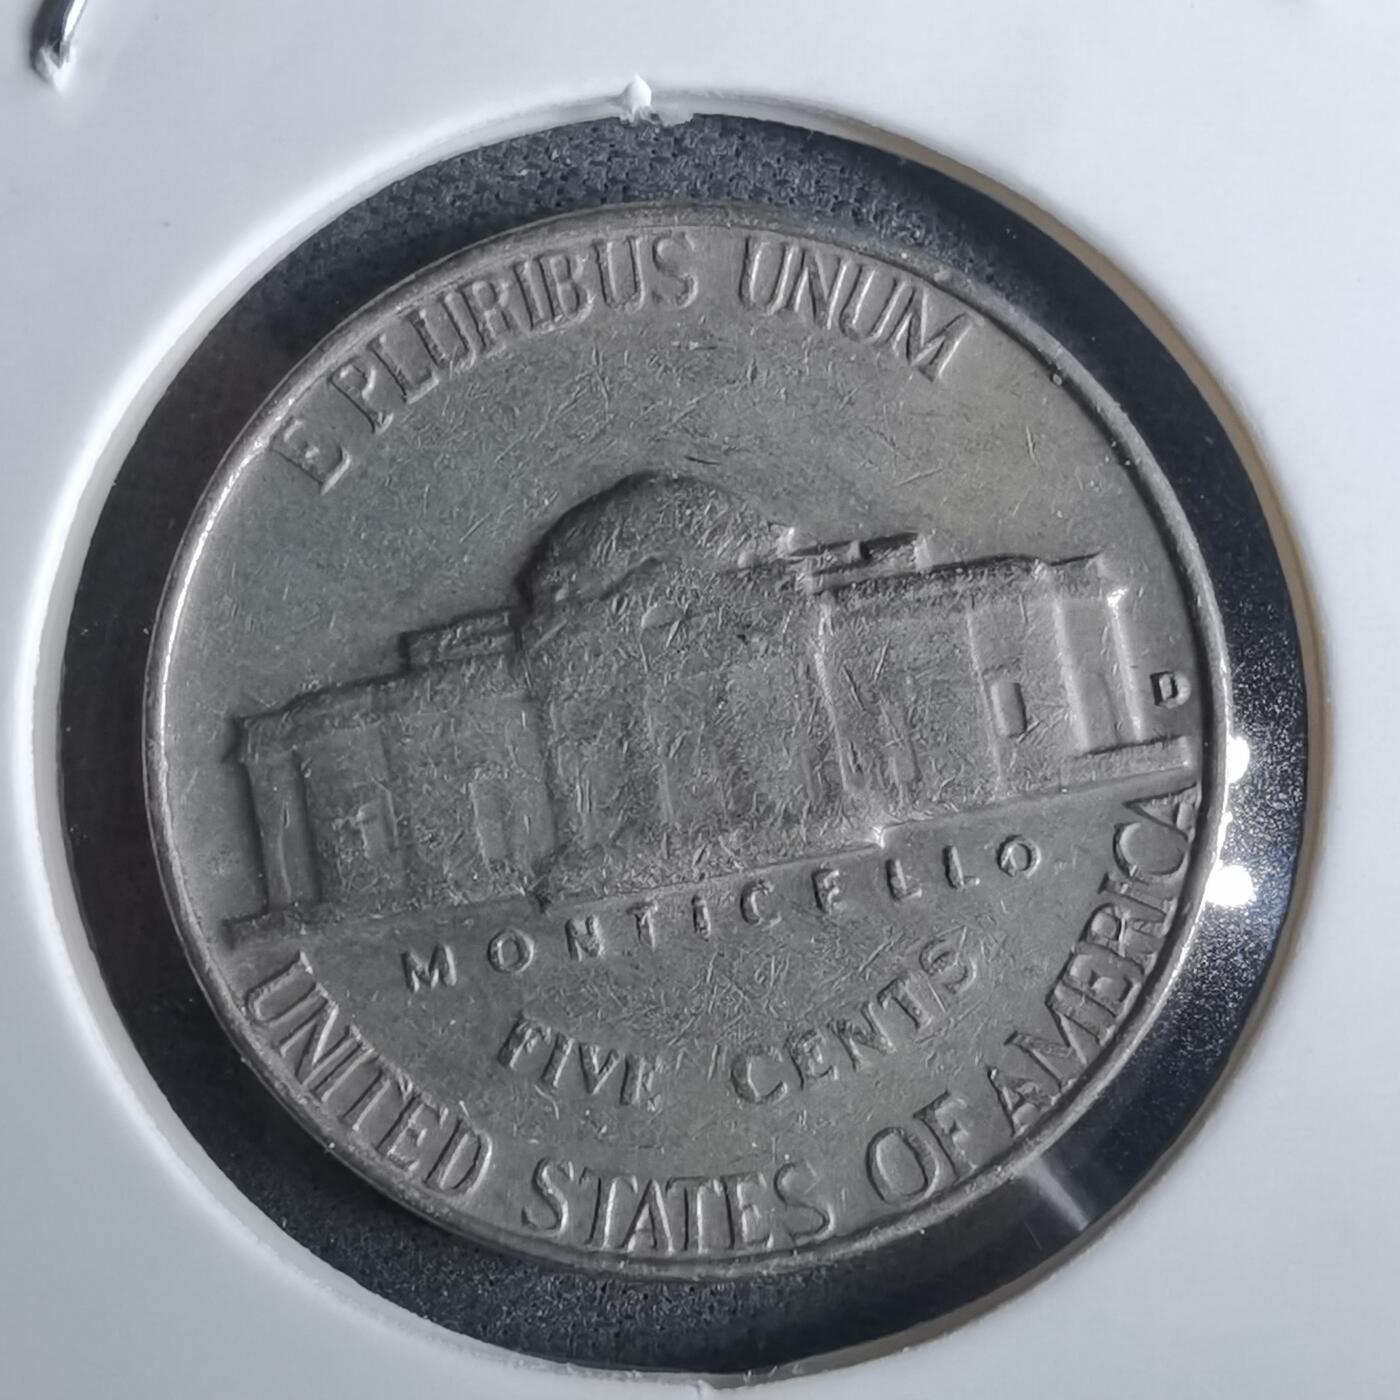 E PLURIBUS UNUM
D
MONTICELLO
FIVE CENTS
UNITED STATES OF AMERICA